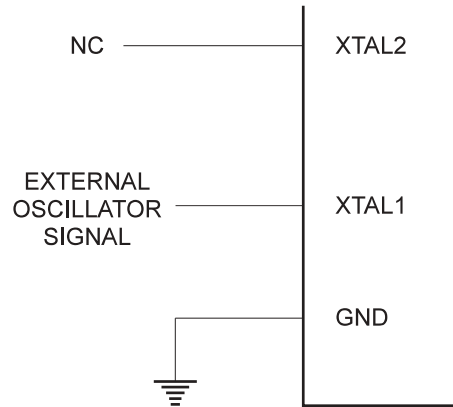 NC
XTAL2
EXTERNAL
OSCILLATOR
SIGNAL
XTAL1
GND